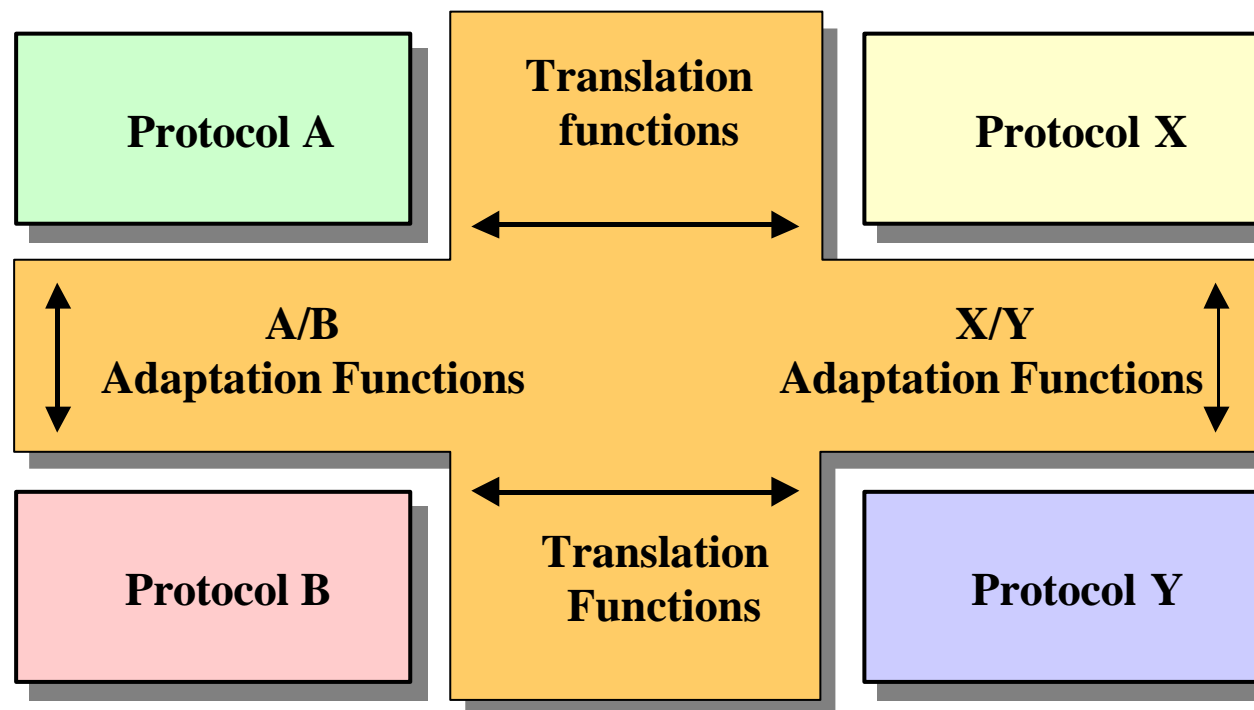 Protocol A
Translation
functions
Protocol X
A/B
Adaptation Functions
X/Y
Adaptation Functions
Protocol B
Translation
Functions
Protocol Y